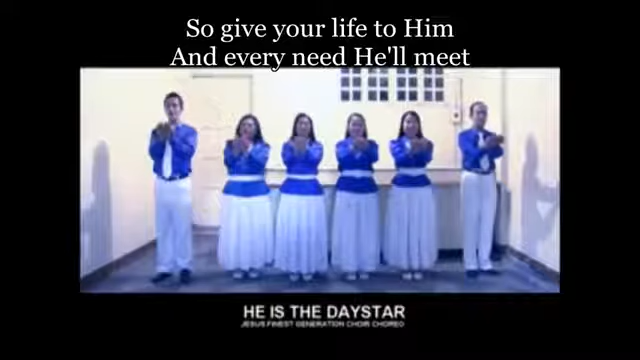 So give your life to Him
And every need He'll meet
HE IS THE DAYSTAR
JESUS FINEST GENERATION CHOIR CHOREO